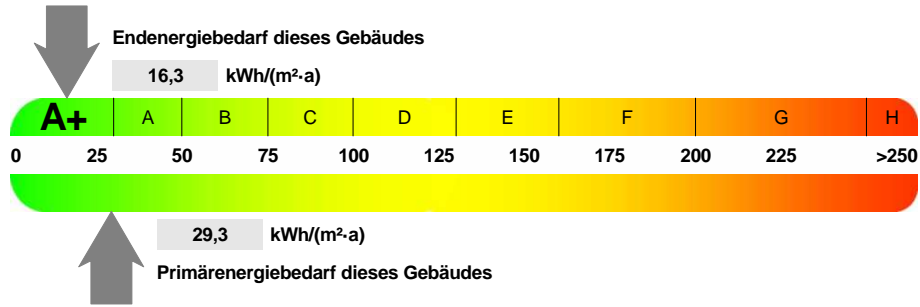 Endenergiebedarf dieses Gebäudes
16,3 kWh/(m²·a)
A+ A B C D E F G H
0 25 50 75 100 125 150 175 200 225 >250
29,3 kWh/(m²·a)
Primärenergiebedarf dieses Gebäudes